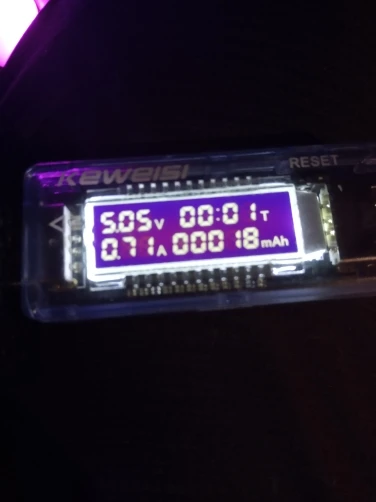 Keweisi
RESET
5.05V 00:01T
0.71A 00018mAh